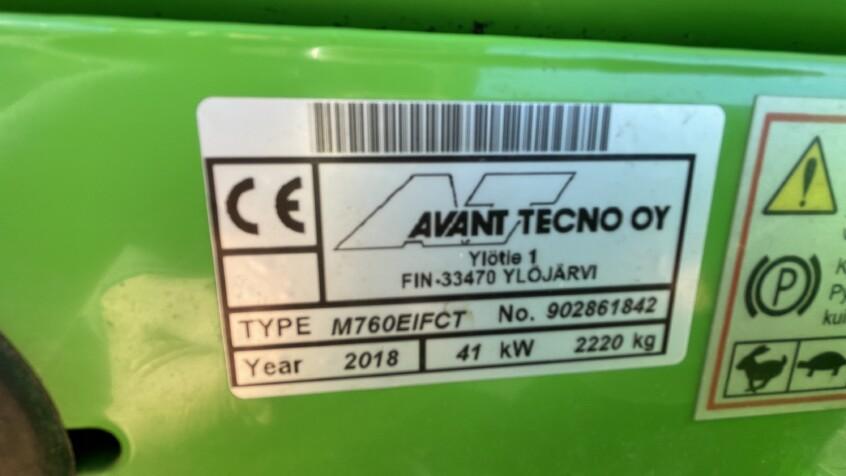 CE
AVANT TECNO OY
Ylötie 1
FIN-33470 YLÖJÄRVI
TYPE M760EIFCT No. 902861842
Year 2018 41 kW 2220 kg
P